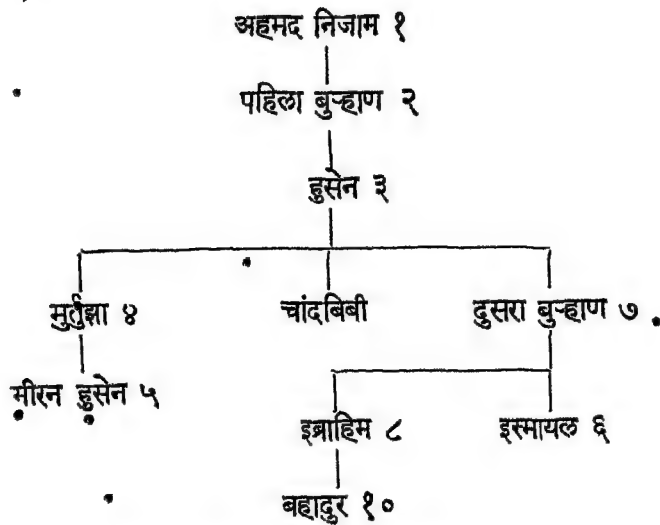 अहमद निजाम १
पहिला बुऱ्हाण २
हुसेन ३
मुर्तुझा ४ चांदबिबी दुसरा बुऱ्हाण ७
मीरन हुसेन ५
इब्राहिम ८ इस्मायल ६
बहादुर १०